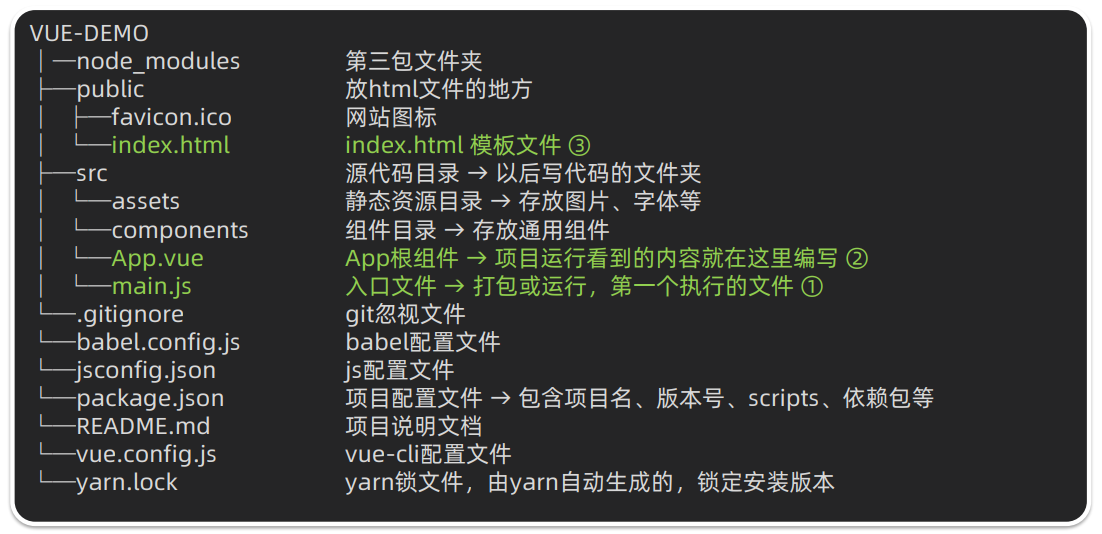 VUE-DEMO
│─node_modules 第三包文件夹
├──public 放html文件的地方
│ ├──favicon.ico 网站图标
│ └──index.html index.html 模板文件 ③
├──src 源代码目录 → 以后写代码的文件夹
│ └──assets 静态资源目录 → 存放图片、字体等
│ └──components 组件目录 → 存放通用组件
│ └──App.vue App根组件 → 项目运行看到的内容就在这里编写 ②
│ └──main.js 入口文件 → 打包或运行，第一个执行的文件 ①
└──.gitignore git忽视文件
└──babel.config.js babel配置文件
└──jsconfig.json js配置文件
└──package.json 项目配置文件 → 包含项目名、版本号、scripts、依赖包等
└──README.md 项目说明文档
└──vue.config.js vue-cli配置文件
└──yarn.lock yarn锁文件，由yarn自动生成的，锁定安装版本